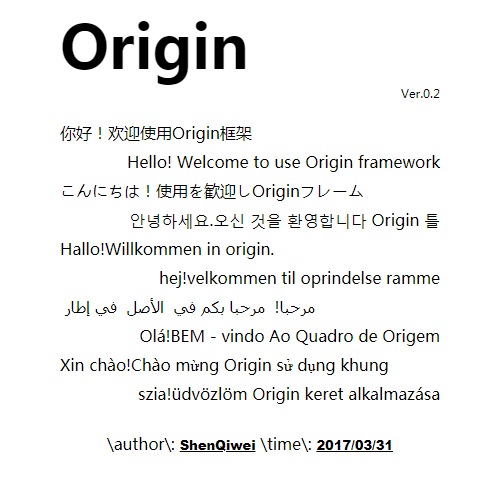 Origin
Ver.0.2
你好！欢迎使用Origin框架
Hello! Welcome to use Origin framework
こんにちは！使用を歓迎しOriginフレーム
안녕하세요.오신 것을 환영합니다 Origin 틀
Hallo!Willkommen in origin.
hej!velkommen til oprindelse ramme
مرحبا! مرحبا بكم في الأصل في إطار
Olá!BEM - vindo Ao Quadro de Origem
Xin chào!Chào mừng Origin sử dụng khung
szia!üdvözlöm Origin keret alkalmazása
\author\: ShenQiwei \time\: 2017/03/31